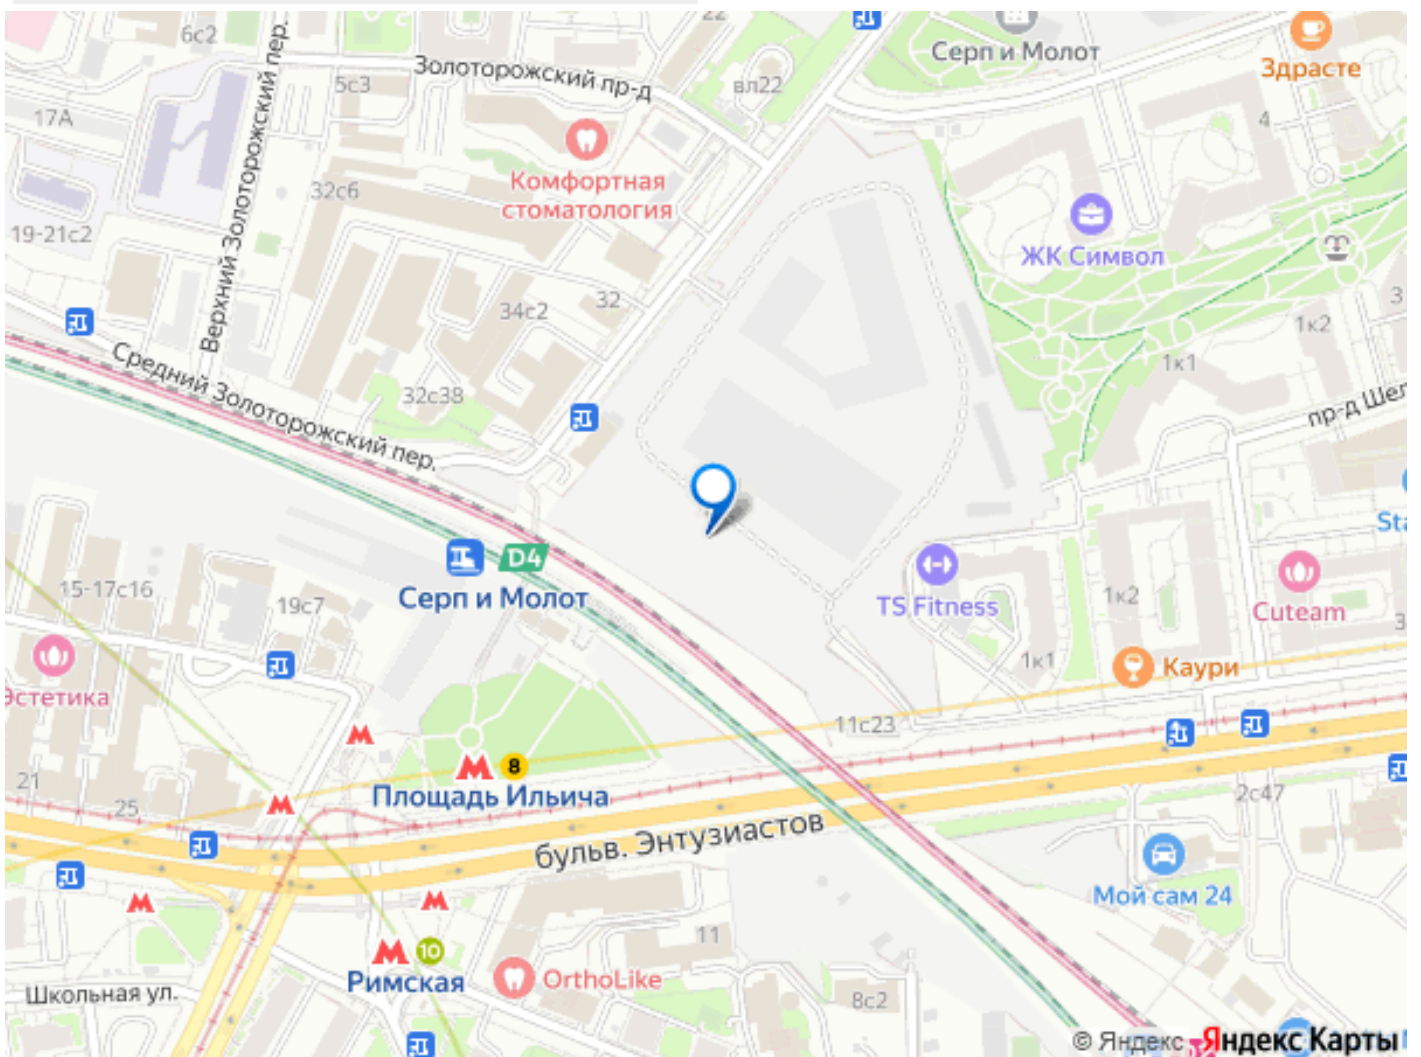 22
6с2
Верхний Золоторожский пер.
Золоторожский пр-д
5с3
вл22
Серп и Молот
Здрасте
17А
4
Комфортная
стоматология
32с6
19-21с2
ЖК Символ
34с2
32
3
1к2
1к1
Средний Золоторожский пер.
32с38
пр-д Шел
Sta
D4
Серп и Молот
15-17с16
19с7
TS Fitness
1к2
Cuteam
3
Эстетика
1к1
Каури
11с23
8
Площадь Ильича
21
25
2с47
бульв. Энтузиастов
Мой сам 24
11
10
Римская
OrthoLike
Школьная ул.
8с2
© Яндекс Яндекс Карты